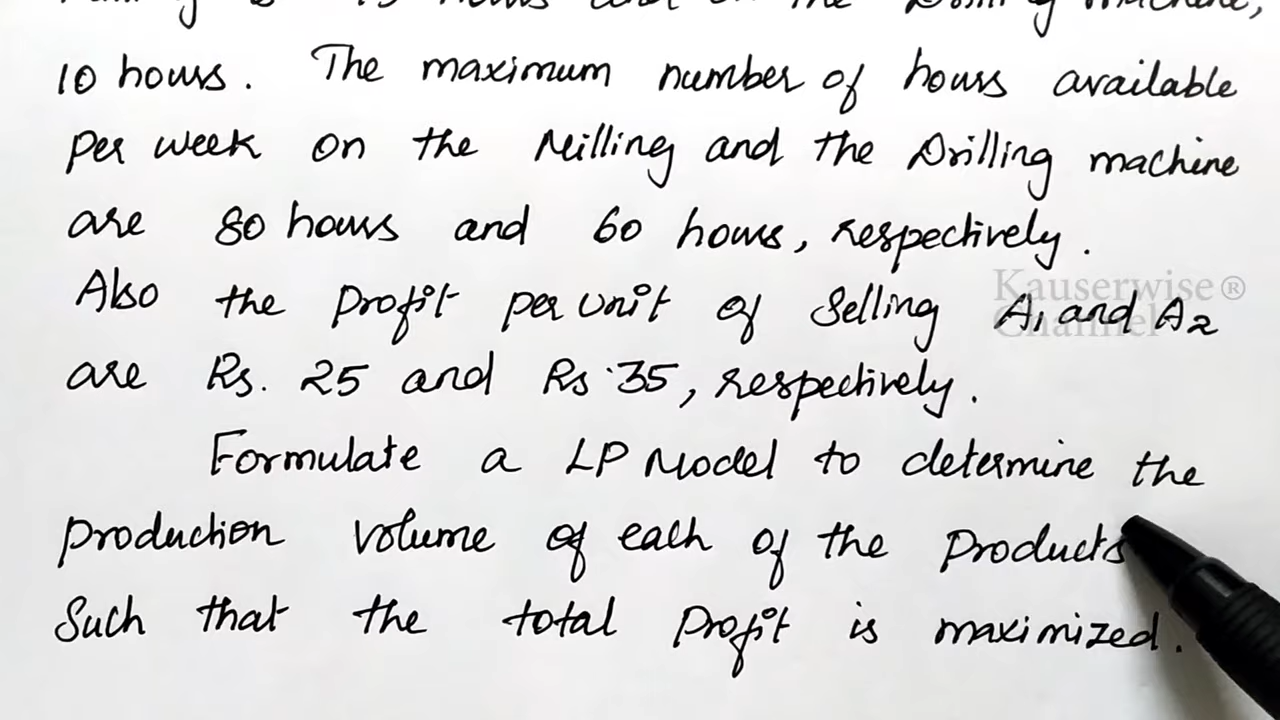 10 hours. The maximum number of hours available
per week on the Milling and the Drilling machine
are 80 hours and 60 hours, respectively.
Also the profit per unit of Selling A1 and A2
Kauserwise®
Channel
are Rs. 25 and Rs. 35, respectively.
Formulate a LP Model to determine the
production volume of each of the Products
Such that the total Profit is maximized.